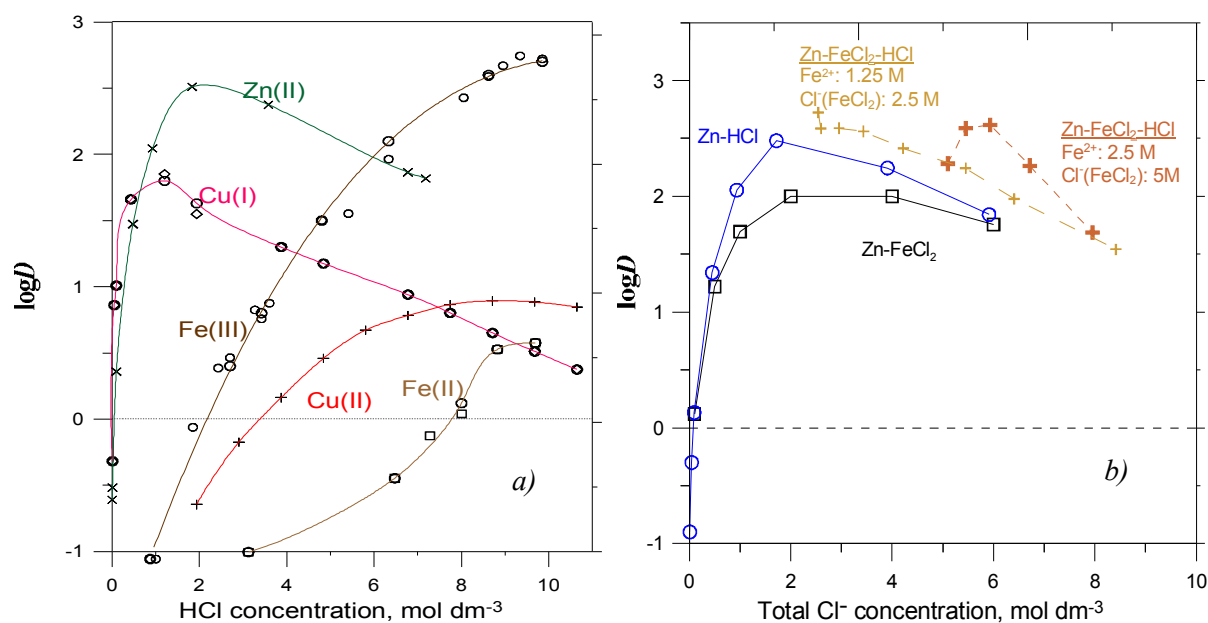 3
2
1
0
-1
logD
0
2
4
6
8
10
HCl concentration, mol dm-3
Zn(II)
Cu(I)
Fe(III)
Cu(II)
Fe(II)
a)
3
2
1
0
-1
logD
0
2
4
6
8
10
Total Cl⁻ concentration, mol dm-3
Zn-FeCl2-HCl
Fe2+: 1.25 M
Cl-(FeCl2): 2.5 M
Zn-HCl
Zn-FeCl2-HCl
Fe2+: 2.5 M
Cl-(FeCl2): 5M
Zn-FeCl2
b)